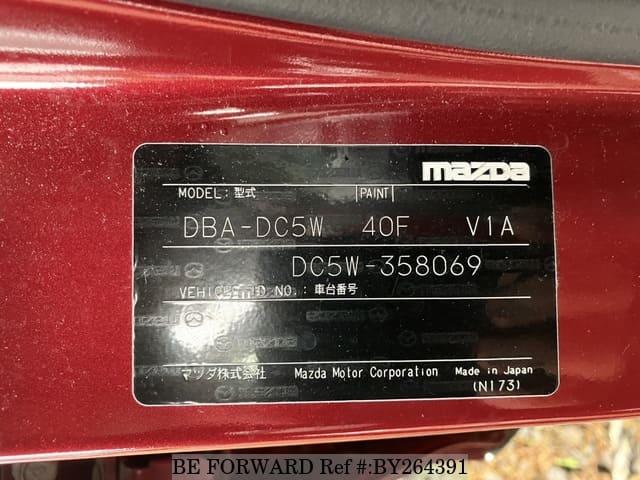 mazda
MODEL: 型式 PAINT
DBA-DC5W 40F V1A
DC5W-358069
VEHICLE ID NO.: 車台番号
マツダ株式会社 Mazda Motor Corporation Made in Japan
(N173)
BE FORWARD Ref #:BY264391